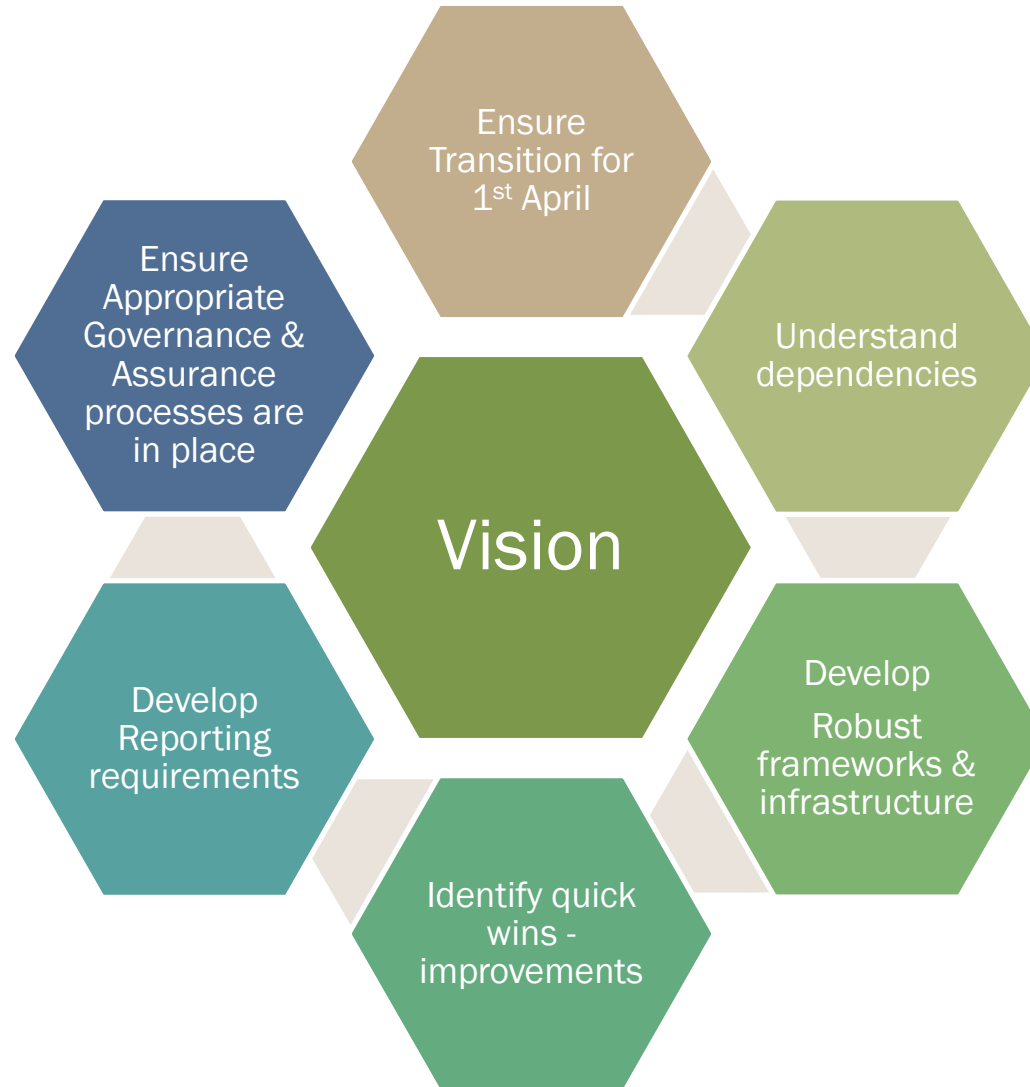 Ensure
Transition for
1st April
Understand
dependencies
Develop
Robust
frameworks &
infrastructure
Identify quick
wins -
improvements
Develop
Reporting
requirements
Ensure
Appropriate
Governance &
Assurance
processes are
in place
Vision